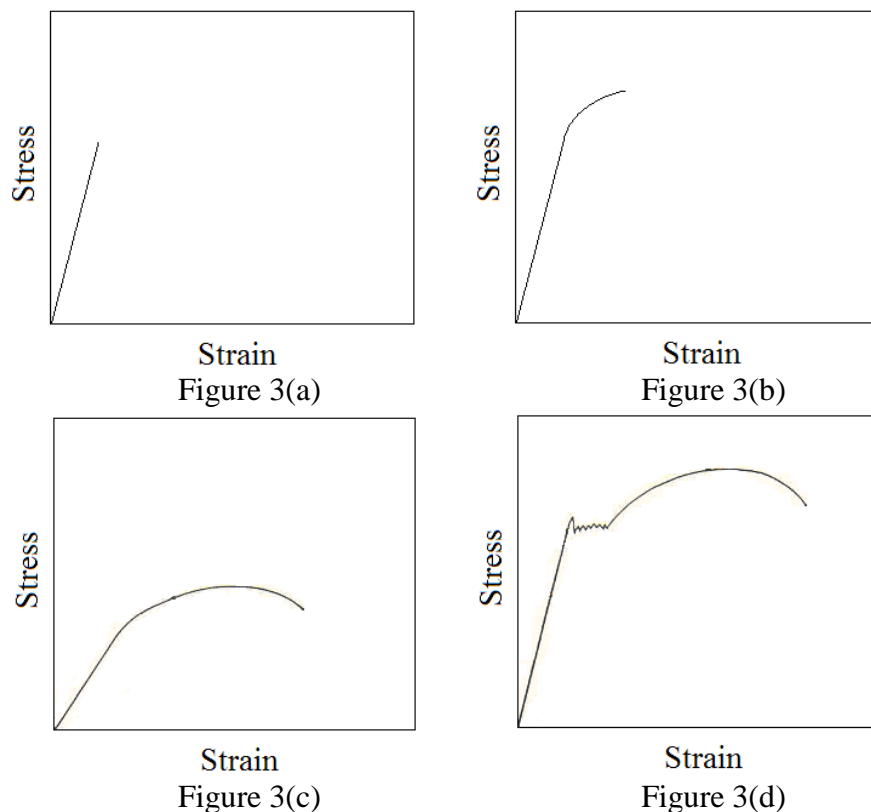 Stress
Strain
Figure 3(a)
Stress
Strain
Figure 3(b)
Stress
Strain
Figure 3(c)
Stress
Strain
Figure 3(d)